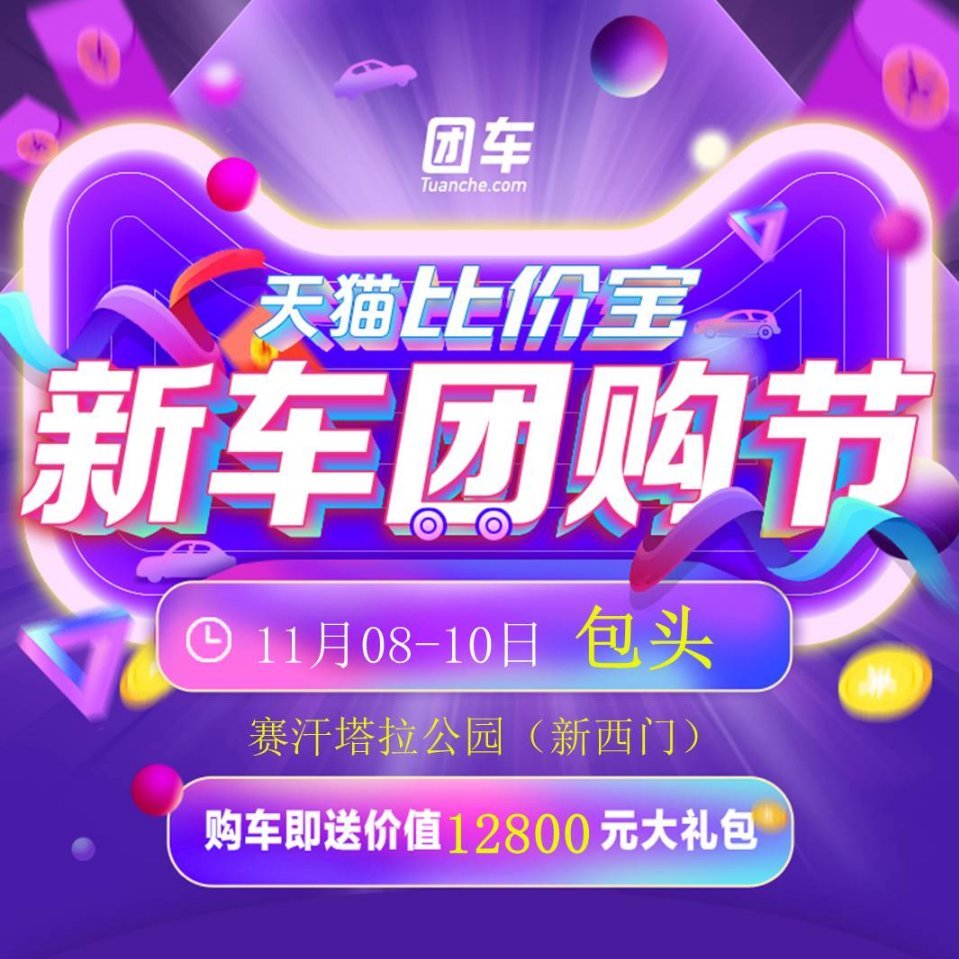 团车
Tuanche.com
天猫比价宝
新车团购节
11月08-10日 包头
赛汗塔拉公园（新西门）
购车即送价值12800元大礼包